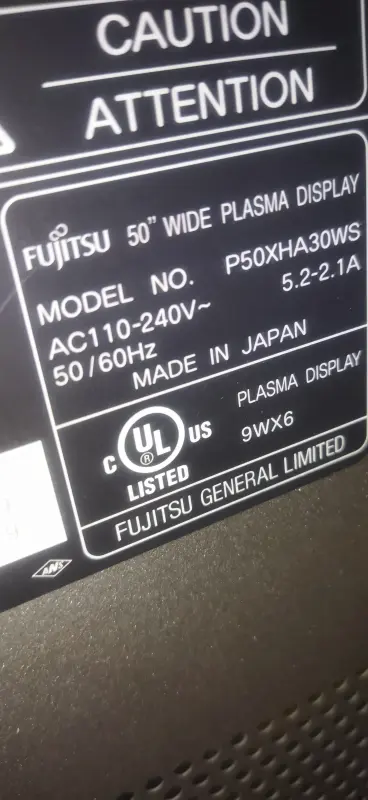 CAUTION
ATTENTION
FUJITSU 50" WIDE PLASMA DISPLAY
MODEL NO. P50XHA30WS
AC110-240V~ 5.2-2.1A
50/60Hz
MADE IN JAPAN
C UL US
® 
LISTED
PLASMA DISPLAY
9WX6
FUJITSU GENERAL LIMITED
ANS